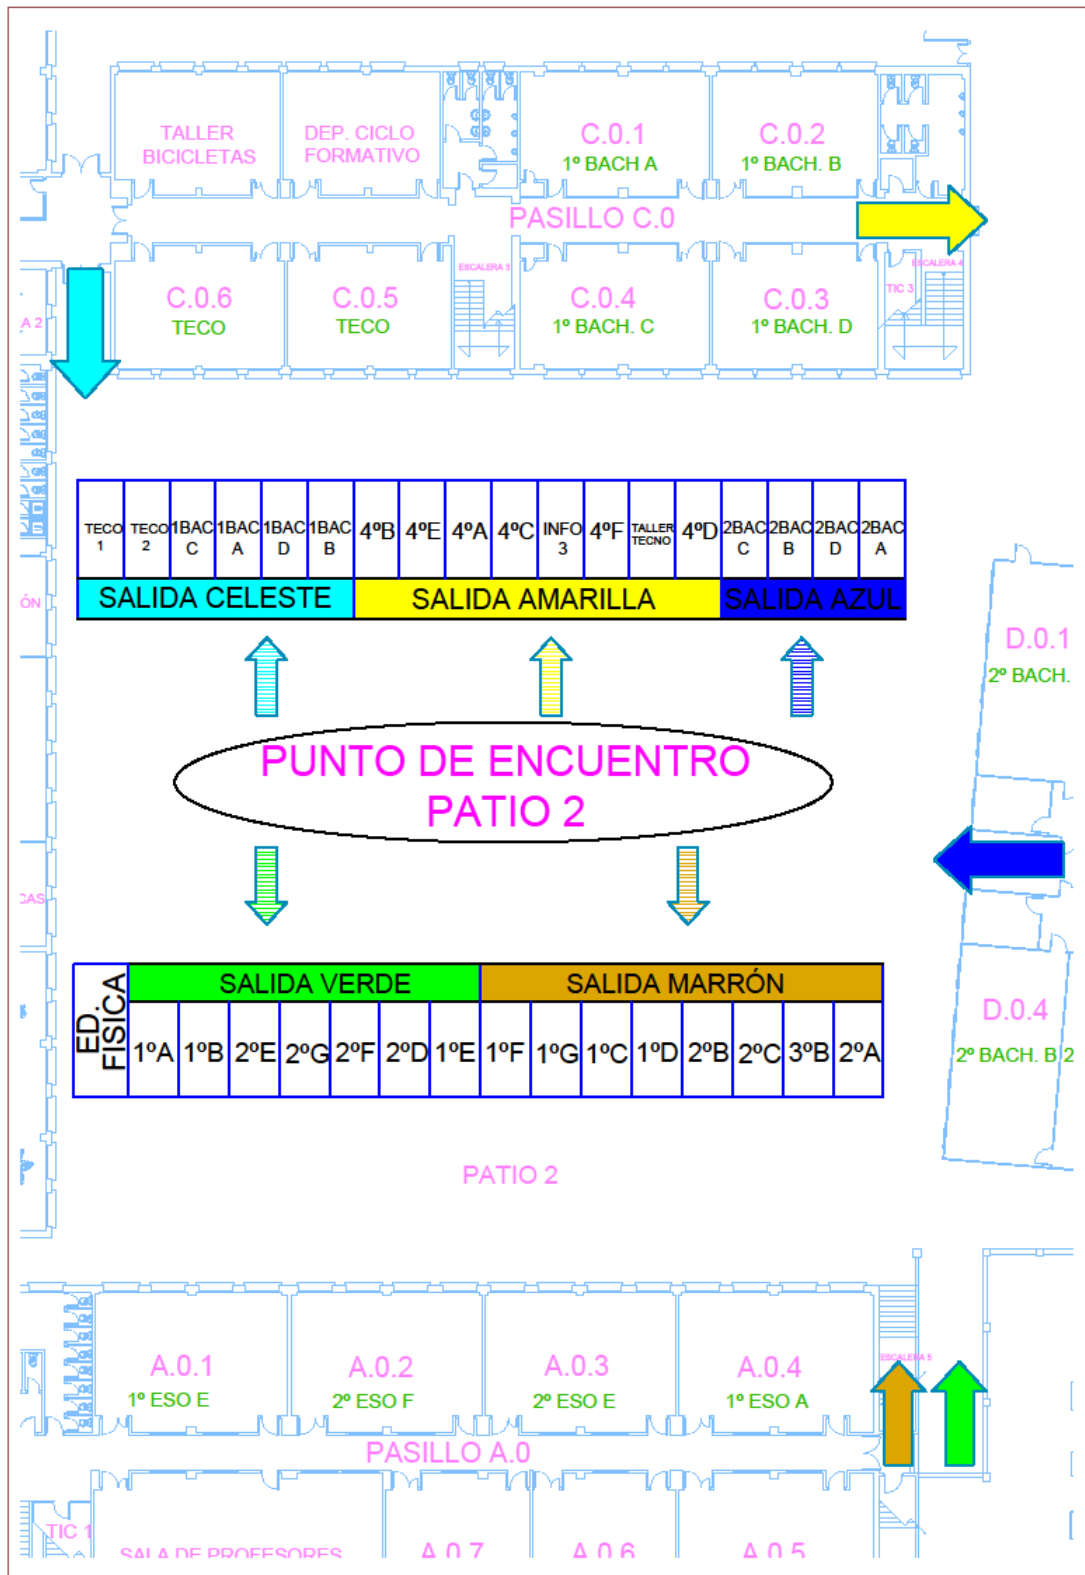 TALLER
BICICLETAS
DEP. CICLO
FORMATIVO
C.0.1
1º BACH A
C.0.2
1º BACH. B
PASILLO C.0
ESCALERA 3
ESCALERA 4
TIC 3
C.0.6
TECO
C.0.5
TECO
C.0.4
1º BACH. C
C.0.3
1º BACH. D
A 2
TECO
1
TECO
2
1BAC
C
1BAC
A
1BAC
D
1BAC
B
4ºB
4ºE
4ºA
4ºC
INFO
3
4ºF
TALLER
TECNO
4ºD
2BAC
C
2BAC
B
2BAC
D
2BAC
A
SALIDA CELESTE
SALIDA AMARILLA
SALIDA AZUL
ÓN
D.0.1
2º BACH.
PUNTO DE ENCUENTRO
PATIO 2
CAS
ED.
FÍSICA
SALIDA VERDE
SALIDA MARRÓN
1ºA
1ºB
2ºE
2ºG
2ºF
2ºD
1ºE
1ºF
1ºG
1ºC
1ºD
2ºB
2ºC
3ºB
2ºA
D.0.4
2º BACH. B 2
PATIO 2
A.0.1
1º ESO E
A.0.2
2º ESO F
A.0.3
2º ESO E
A.0.4
1º ESO A
ESCALERA 5
PASILLO A.0
TIC 1
SALA DE PROFESORES
A.0.7
A.0.6
A.0.5